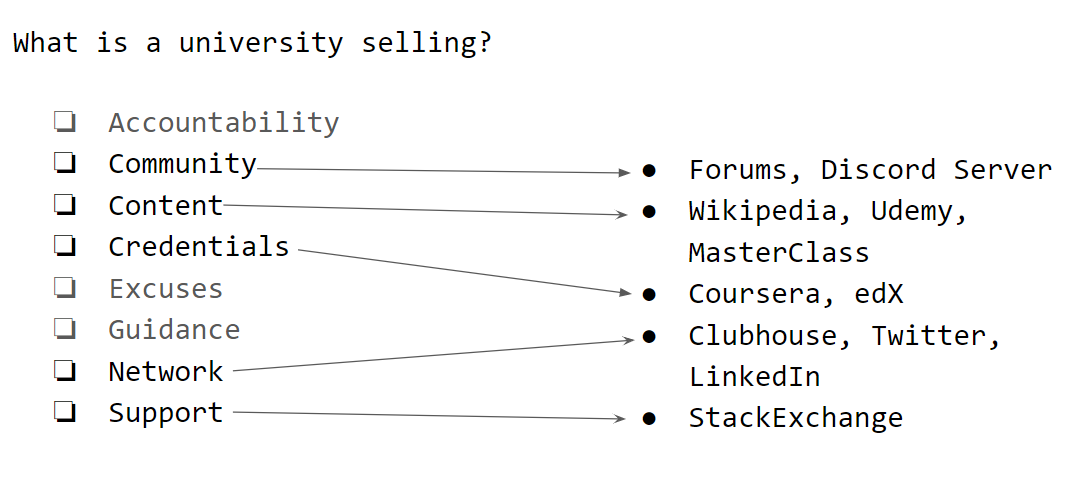 What is a university selling?
❏ Accountability
❏ Community
❏ Content
❏ Credentials
❏ Excuses
❏ Guidance
❏ Network
❏ Support
● Forums, Discord Server
● Wikipedia, Udemy,
MasterClass
● Coursera, edX
● Clubhouse, Twitter,
LinkedIn
● StackExchange